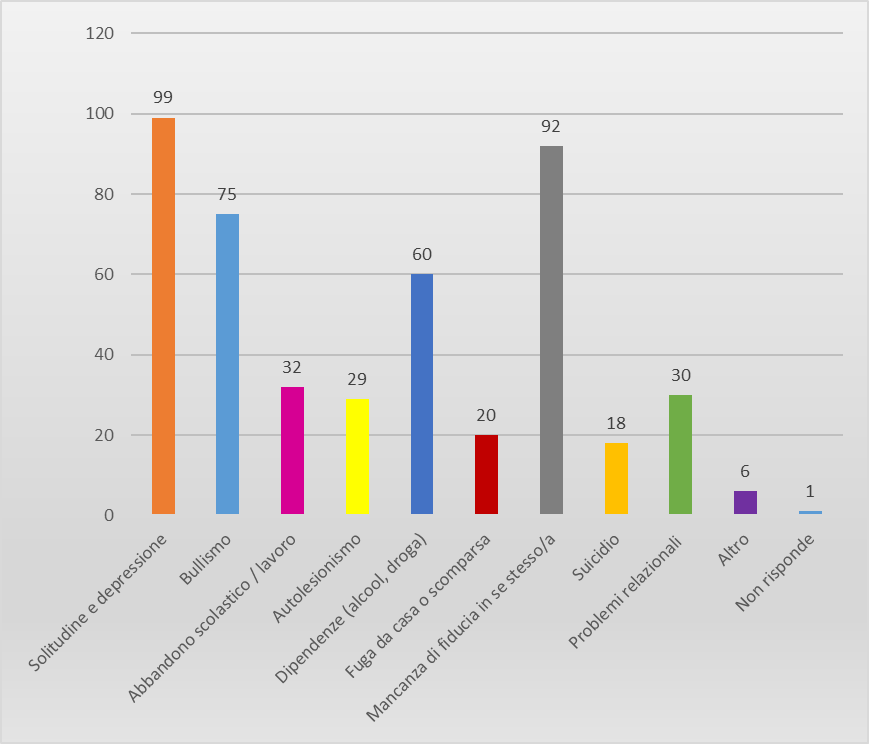 120
100
80
60
40
20
0
99
75
32
29
60
20
92
18
30
6
1
Solitudine e depressione
Bullismo
Abbandono scolastico / lavoro
Autolesionismo
Dipendenze (alcool, droga)
Fuga da casa o scomparsa
Mancanza di fiducia in se stesso/a
Suicidio
Problemi relazionali
Altro
Non risponde